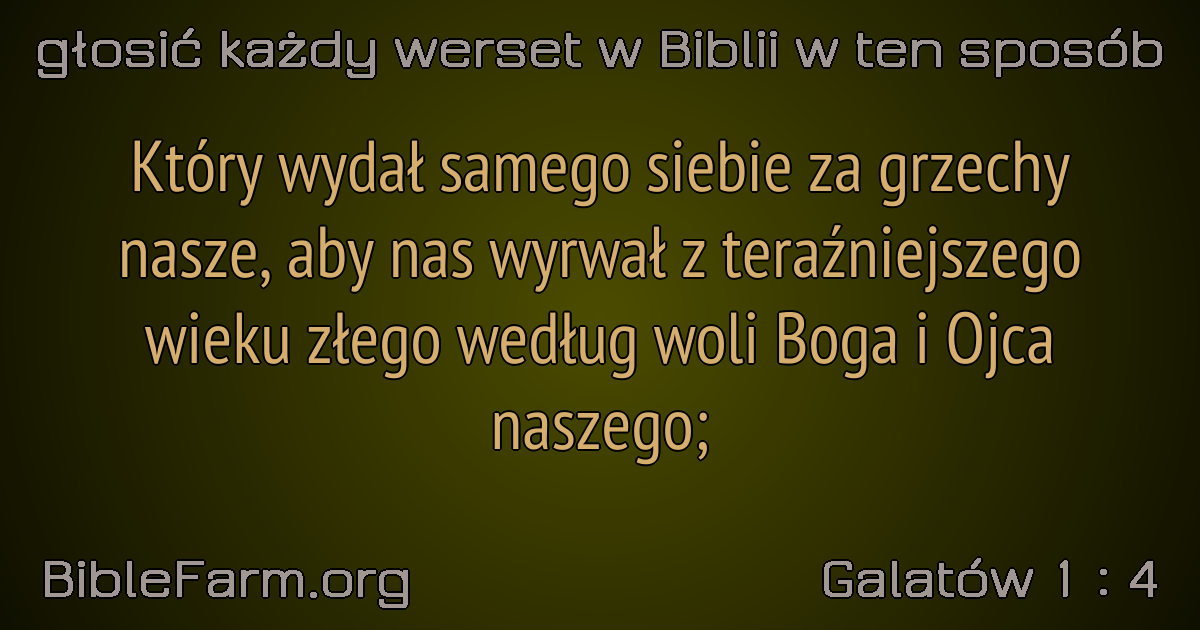 głosić każdy werset w Biblii w ten sposób
Który wydał samego siebie za grzechy
nasze, aby nas wyrwał z teraźniejszego
wieku złego według woli Boga i Ojca
naszego;
BibleFarm.org
Galatów 1 : 4